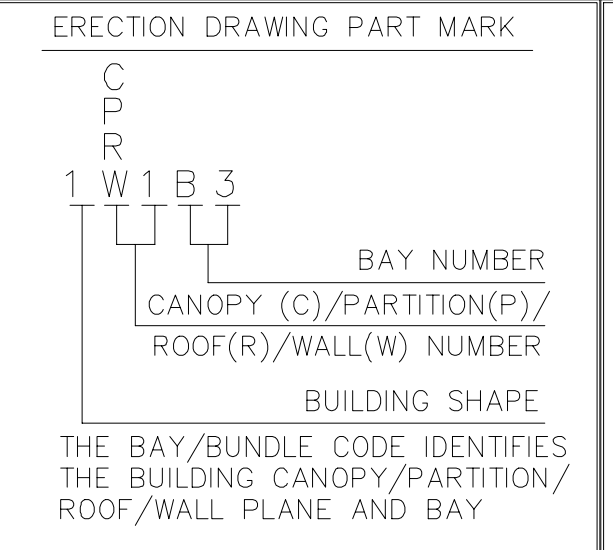 ERECTION DRAWING PART MARK
C
P
R
1 W 1 B 3
BAY NUMBER
CANOPY (C)/PARTITION(P)/
ROOF(R)/WALL(W) NUMBER
BUILDING SHAPE
THE BAY/BUNDLE CODE IDENTIFIES
THE BUILDING CANOPY/PARTITION/
ROOF/WALL PLANE AND BAY